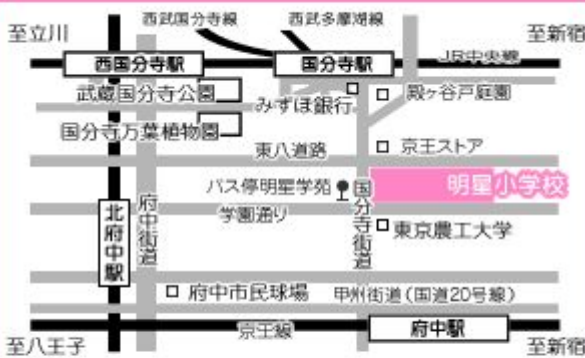 西武国分寺線
西武多摩湖線
至立川
至新宿
JR中央線
西国分寺駅
国分寺駅
武蔵国分寺公園
みずほ銀行
殿ヶ谷戸庭園
国分寺万葉植物園
東八道路
京王ストア
バス停明星学苑
国分寺街道
明星小学校
北府中駅
府中街道
学園通り
東京農工大学
府中市民球場
甲州街道(国道20号線)
京王線
府中駅
至八王子
至新宿